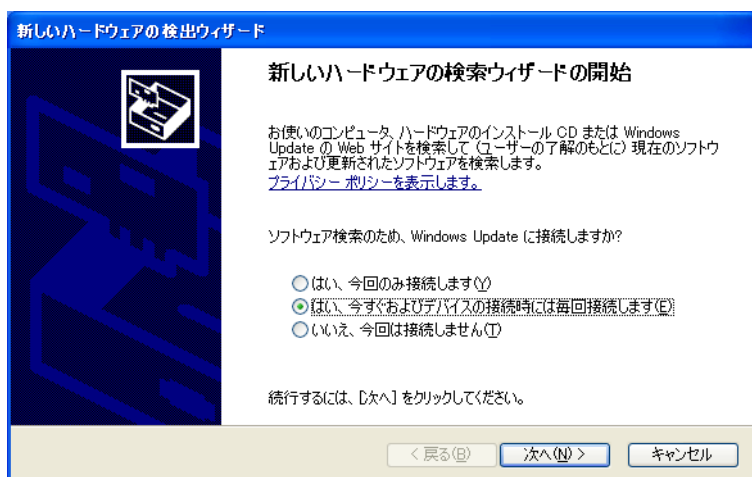 新しいハードウェアの検出ウィザード
新しいハードウェアの検索ウィザードの開始
お使いのコンピュータ、ハードウェアのインストール CD または Windows
Update の Web サイトを検索して (ユーザーの了解のもとに) 現在のソフトウ
ェアおよび更新されたソフトウェアを検索します。
プライバシー ポリシーを表示します。
ソフトウェア検索のため、Windows Update に接続しますか?
はい、今回のみ接続します(Y)
はい、今すぐおよびデバイスの接続時には毎回接続します(E)
いいえ、今回は接続しません(T)
続行するには、[次へ] をクリックしてください。
< 戻る(B) 次へ(N) > キャンセル